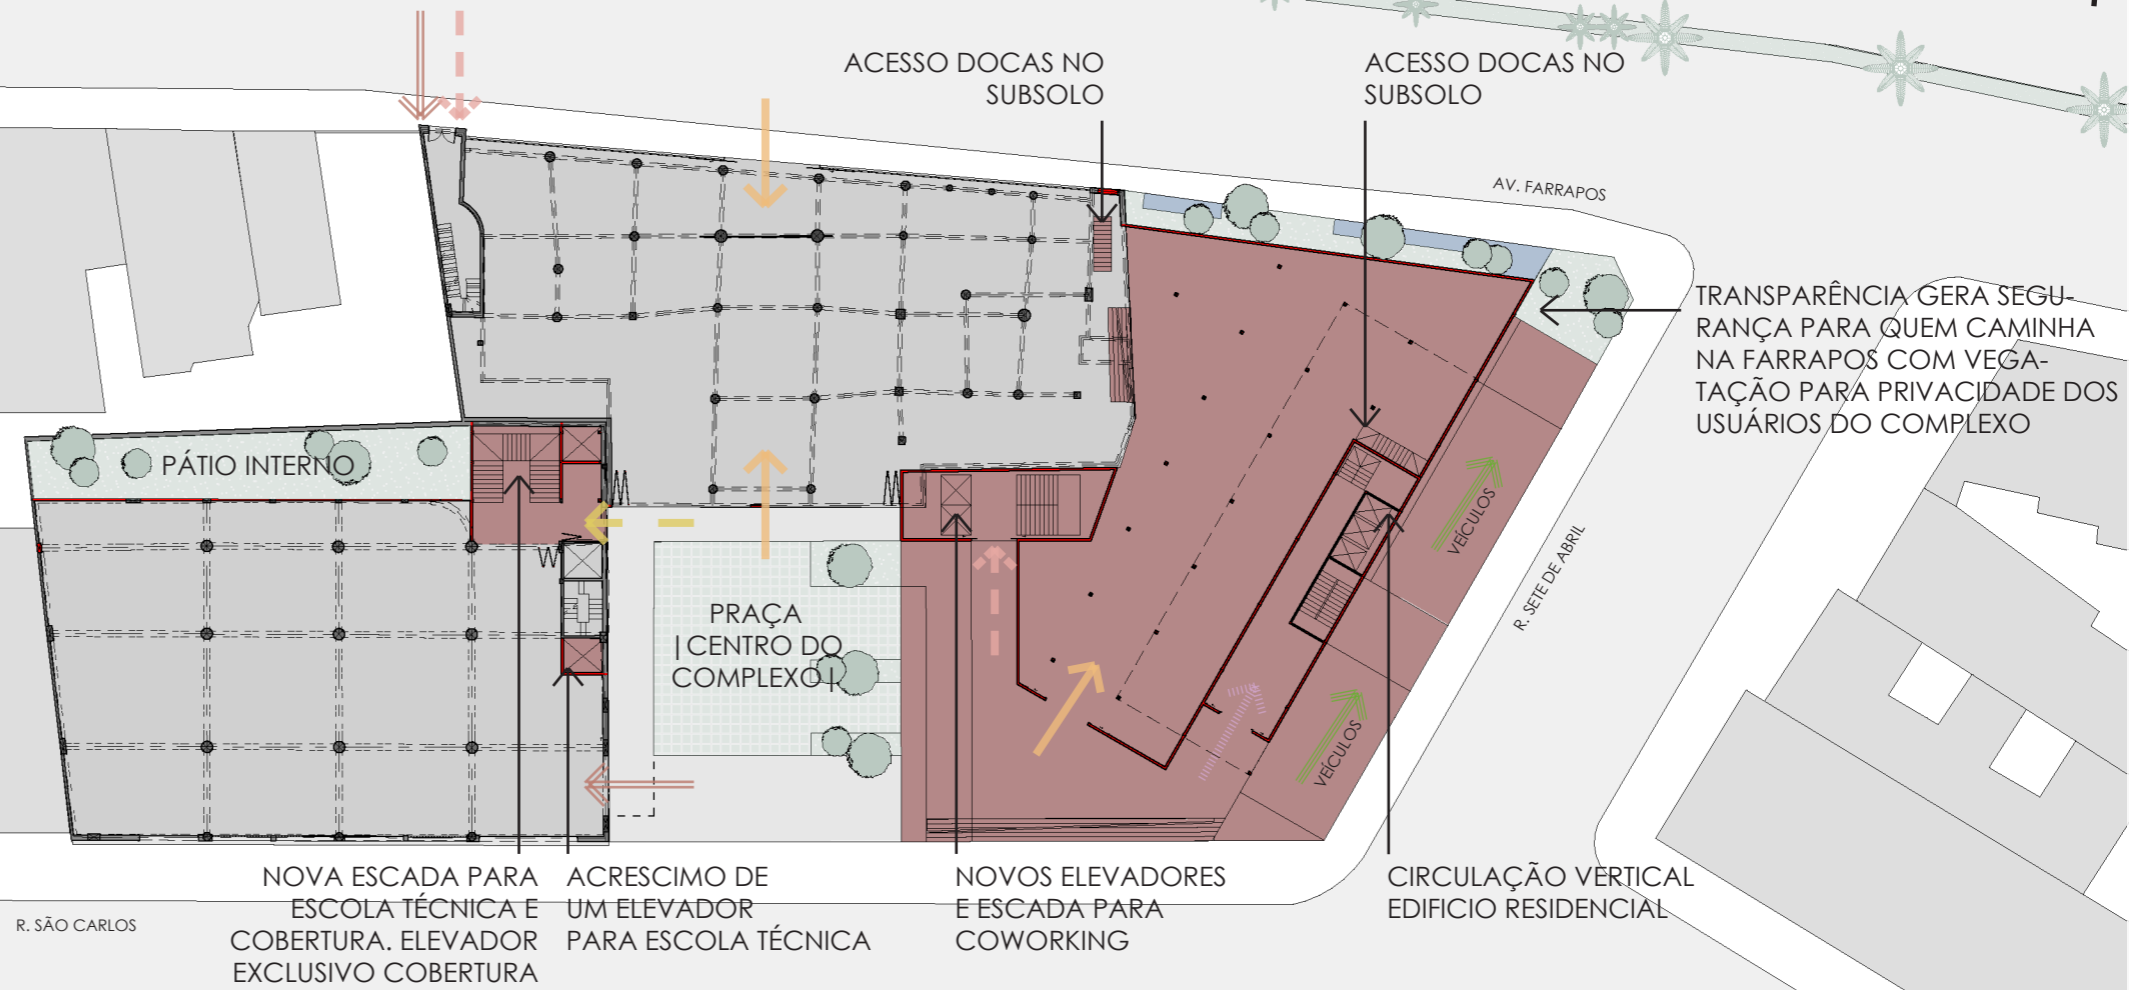 ACESSO DOCAS NO
SUBSOLO
ACESSO DOCAS NO
SUBSOLO
AV. FARRAPOS
TRANSPARÊNCIA GERA SEGU-
RANÇA PARA QUEM CAMINHA
NA FARRAPOS COM VEGA-
TAÇÃO PARA PRIVACIDADE DOS
USUÁRIOS DO COMPLEXO
PÁTIO INTERNO
VEÍCULOS
R. SETE DE ABRIL
PRAÇA
|CENTRO DO
COMPLEXO|
VEÍCULOS
NOVA ESCADA PARA
ESCOLA TÉCNICA E
COBERTURA. ELEVADOR
EXCLUSIVO COBERTURA
ACRESCIMO DE
UM ELEVADOR
PARA ESCOLA TÉCNICA
NOVOS ELEVADORES
E ESCADA PARA
COWORKING
CIRCULAÇÃO VERTICAL
EDIFICIO RESIDENCIAL
R. SÃO CARLOS